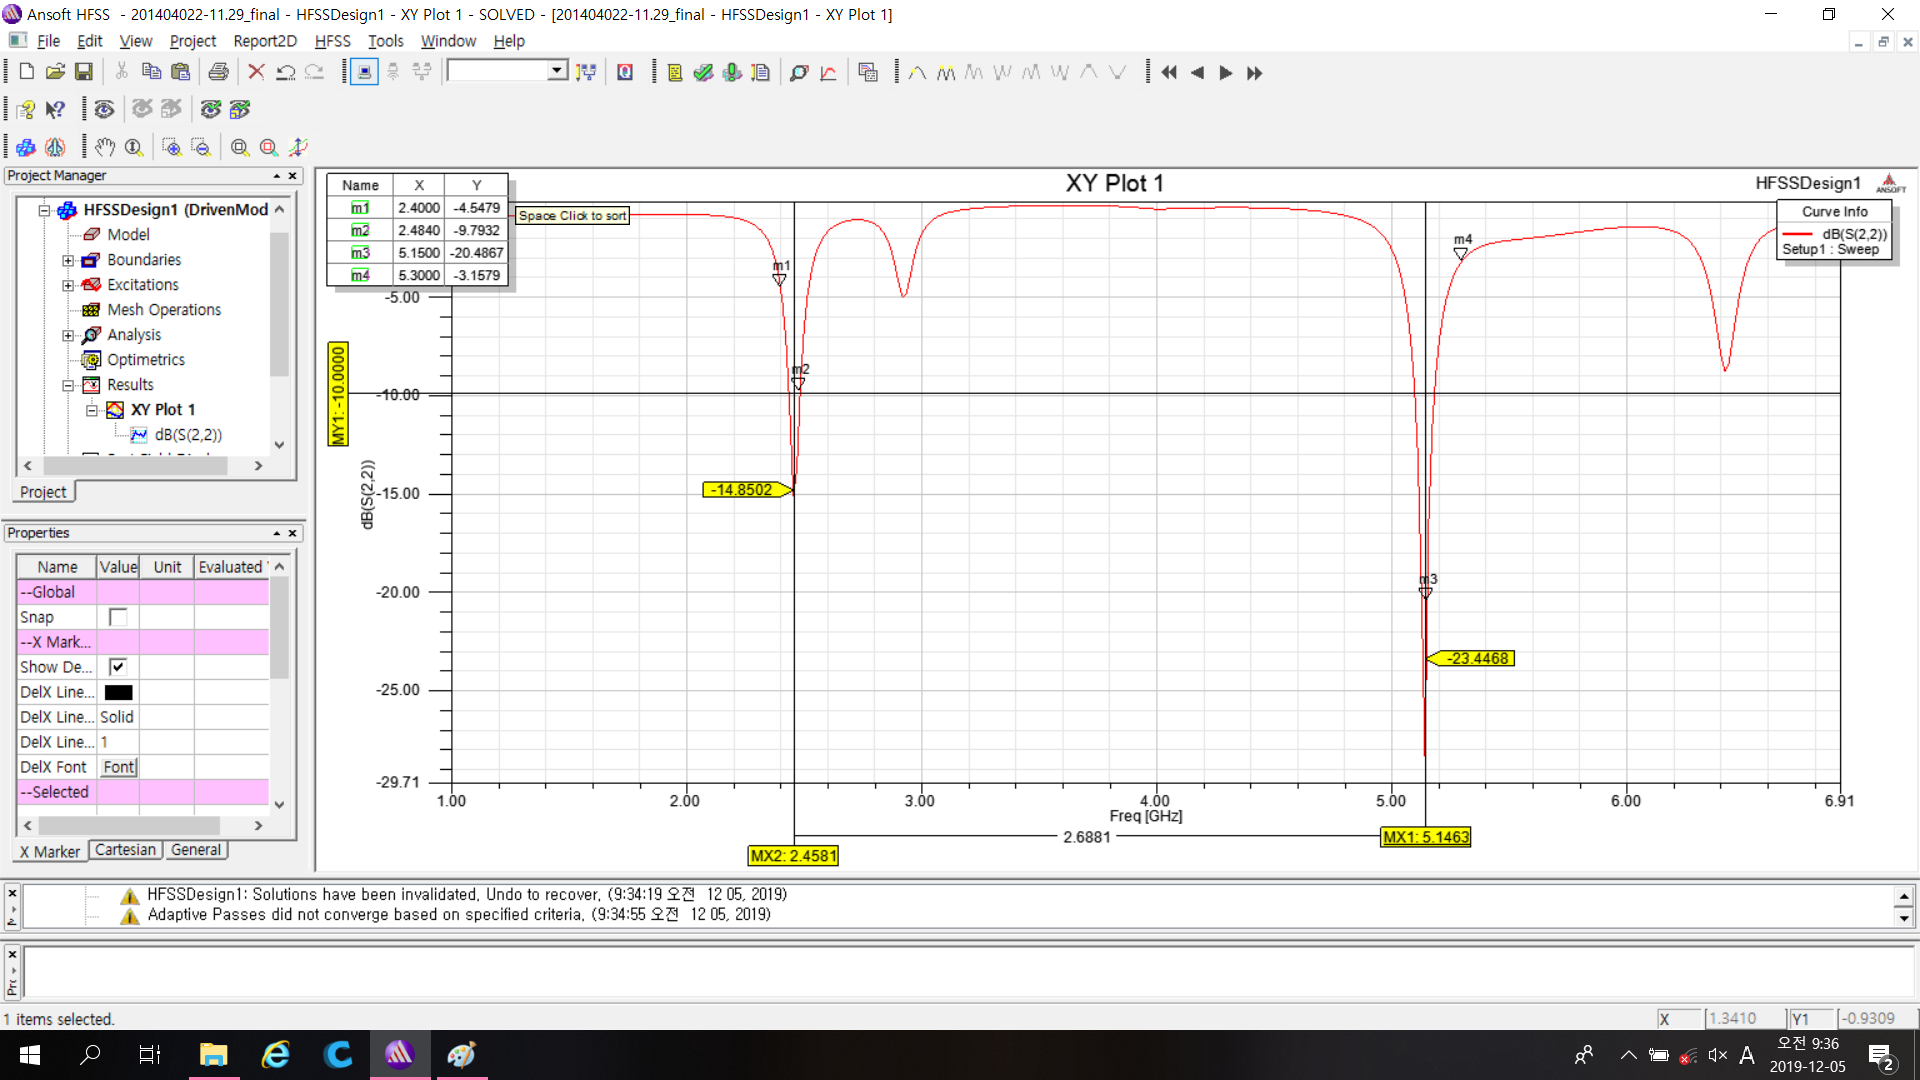 Ansoft HFSS - 201404022-11.29_final - HFSSDesign1 - XY Plot 1 - SOLVED - [201404022-11.29_final - HFSSDesign1 - XY Plot 1]
File Edit View Project Report2D HFSS Tools Window Help
Project Manager
HFSSDesign1 (DrivenMod
Model
Boundaries
Excitations
Mesh Operations
Analysis
Optimetrics
Results
XY Plot 1
dB(S(2,2))
Project
Properties
Name Value Unit Evaluated
--Global
Snap
--X Mark...
Show De...
DelX Line...
DelX Line... Solid
DelX Line... 1
DelX Font Font
--Selected
X Marker Cartesian General
XY Plot 1
HFSSDesign1
ANSOFT
Name X Y
m1 2.4000 -4.5479
m2 2.4840 -9.7932
m3 5.1500 -20.4867
m4 5.3000 -3.1579
Space Click to sort
Curve Info
dB(S(2,2))
Setup1 : Sweep
m1
m2
m3
m4
-5.00
-10.00
-15.00
-20.00
-25.00
-29.71
MY1: -10.0000
dB(S(2,2))
-14.8502
-23.4468
1.00 2.00 3.00 4.00 5.00 6.00 6.91
Freq [GHz]
2.6881
MX1: 5.1463
MX2: 2.4581
HFSSDesign1: Solutions have been invalidated, Undo to recover, (9:34:19 오전 12 05, 2019)
Adaptive Passes did not converge based on specified criteria, (9:34:55 오전 12 05, 2019)
1 items selected.
X 1.3410 Y1 -0.9309
A
오전 9:36
2019-12-05
2